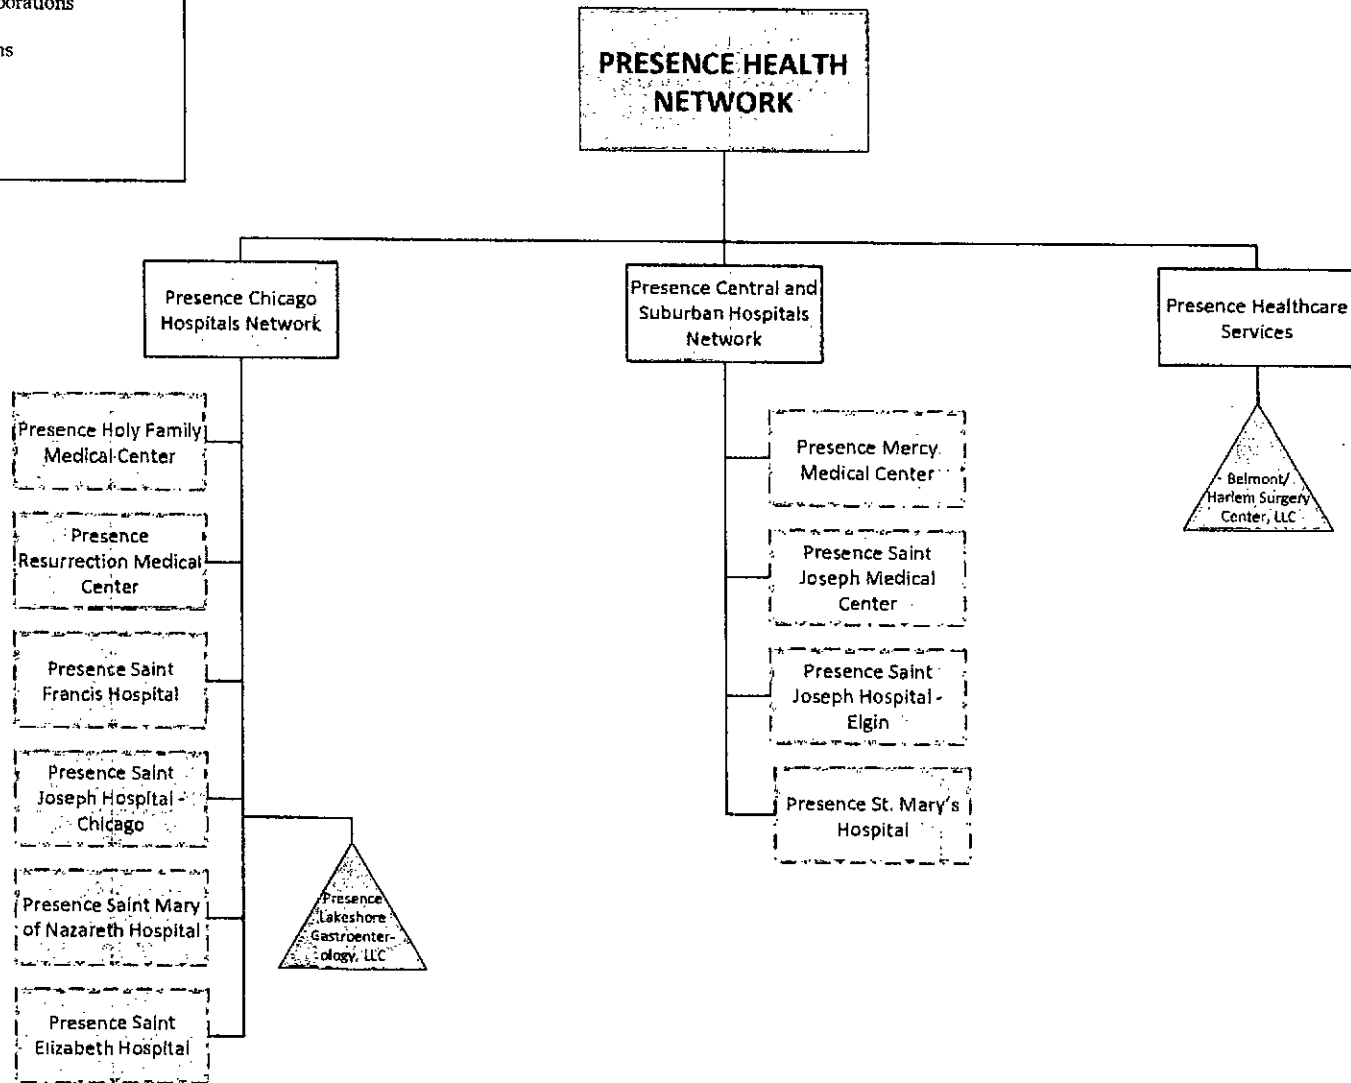 ns
PRESENCE HEALTH
NETWORK
Presence Chicago
Hospitals Network
Presence Central and
Suburban Hospitals
Network
Presence Healthcare
Services
Presence Holy Family
Medical Center
Presence
Resurrection Medical
Center
Presence Saint
Francis Hospital
Presence Saint
Joseph Hospital -
Chicago
Presence Saint Mary
of Nazareth Hospital
Presence Saint
Elizabeth Hospital
Presence
Lakeshore
Gastroenter-
ology, LLC
Presence Mercy
Medical Center
Presence Saint
Joseph Medical
Center
Presence Saint
Joseph Hospital -
Elgin
Presence St. Mary's
Hospital
Belmont/
Harlem Surgery
Center, LLC